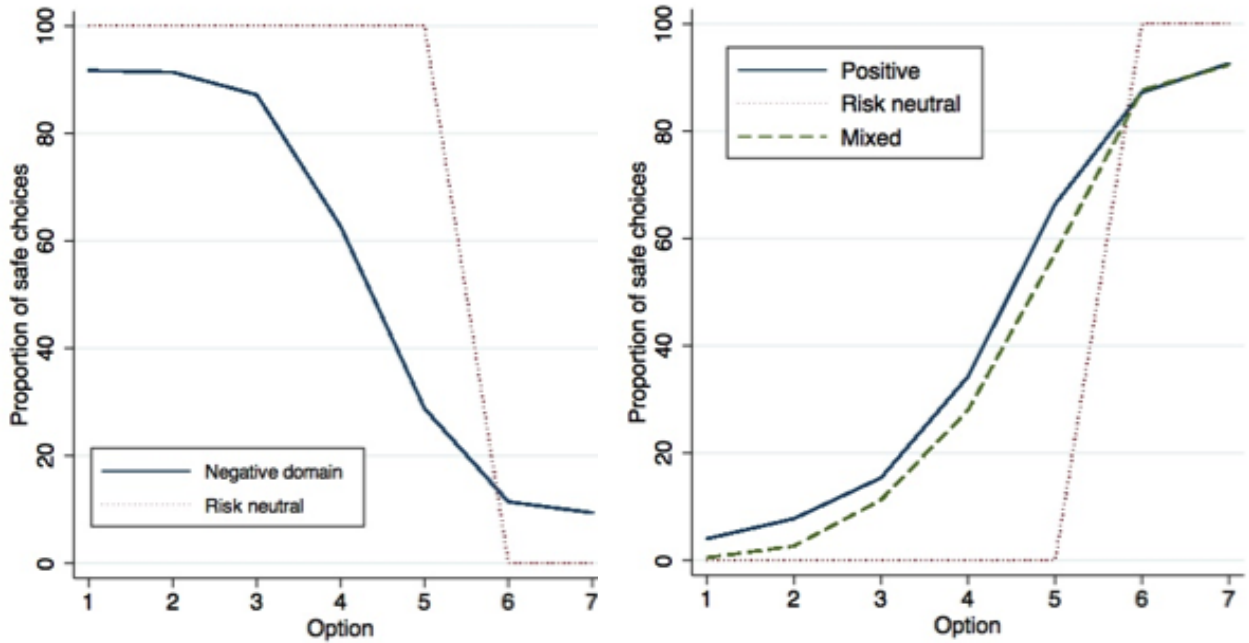 Proportion of safe choices
100
80
60
40
20
0
Negative domain
Risk neutral
1 2 3 4 5 6 7
Option
Proportion of safe choices
100
80
60
40
20
0
Positive
Risk neutral
Mixed
1 2 3 4 5 6 7
Option